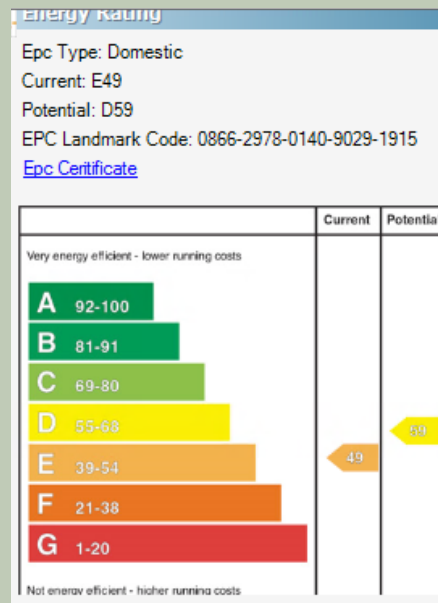 Energy Rating
Epc Type: Domestic
Current: E49
Potential: D59
EPC Landmark Code: 0866-2978-0140-9029-1915
Epc Ceritificate
Current Potential
Very energy efficient - lower running costs
A 92-100
B 81-91
C 69-80
D 55-68
59
E 39-54
49
F 21-38
G 1-20
Not energy efficient - higher running costs